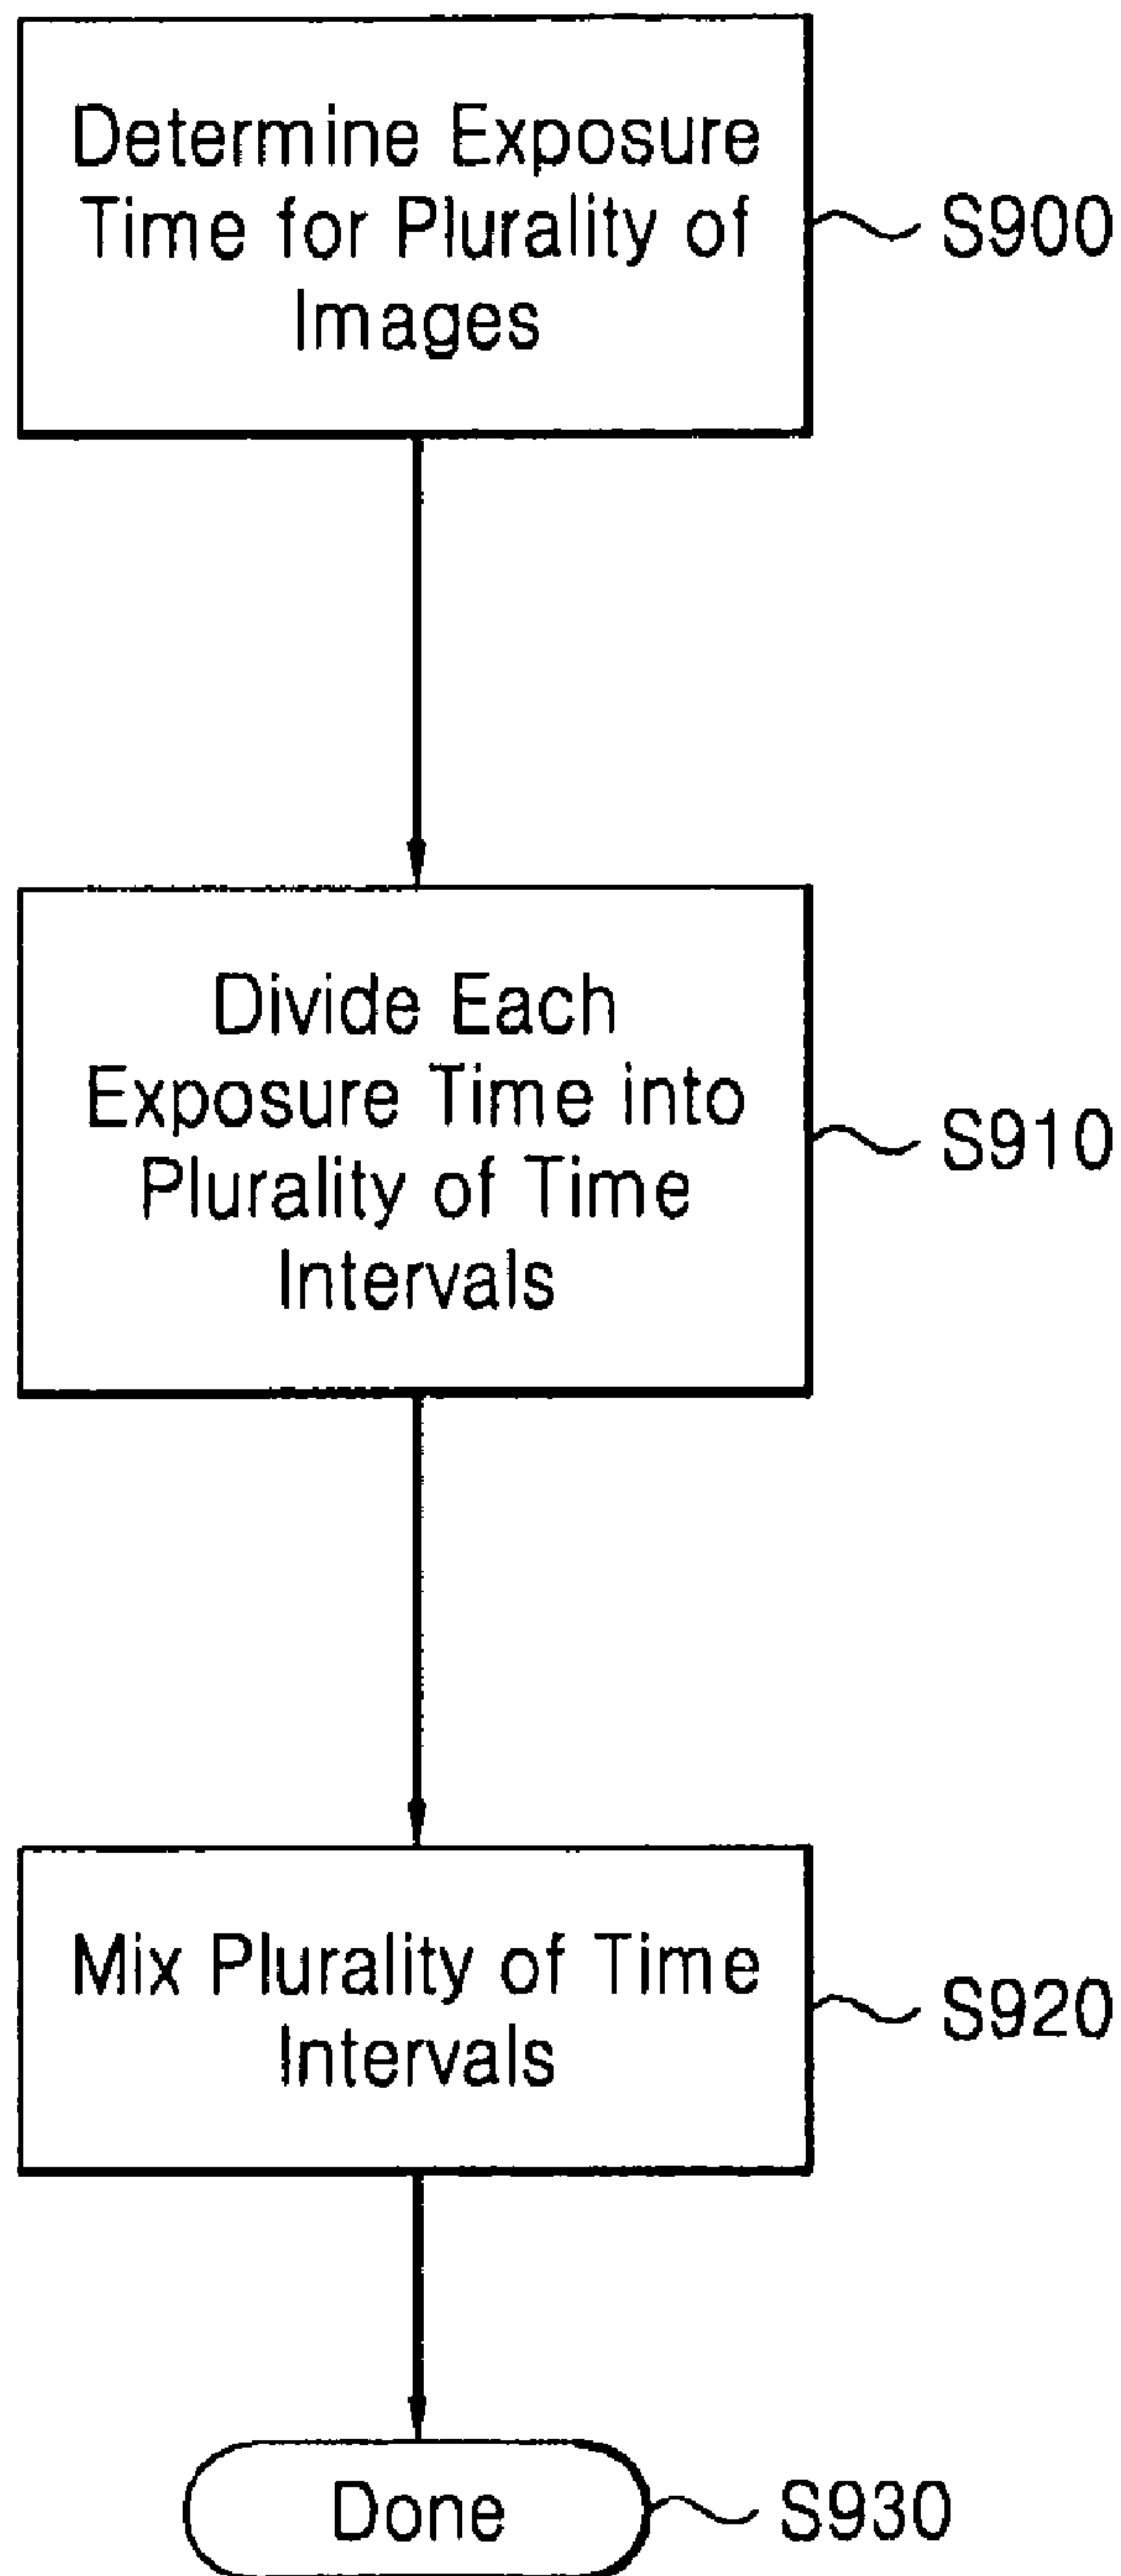 Determine Exposure
Time for Plurality of
Images
S900
Divide Each
Exposure Time into
Plurality of Time
Intervals
S910
Mix Plurality of Time
Intervals
S920
Done
S930